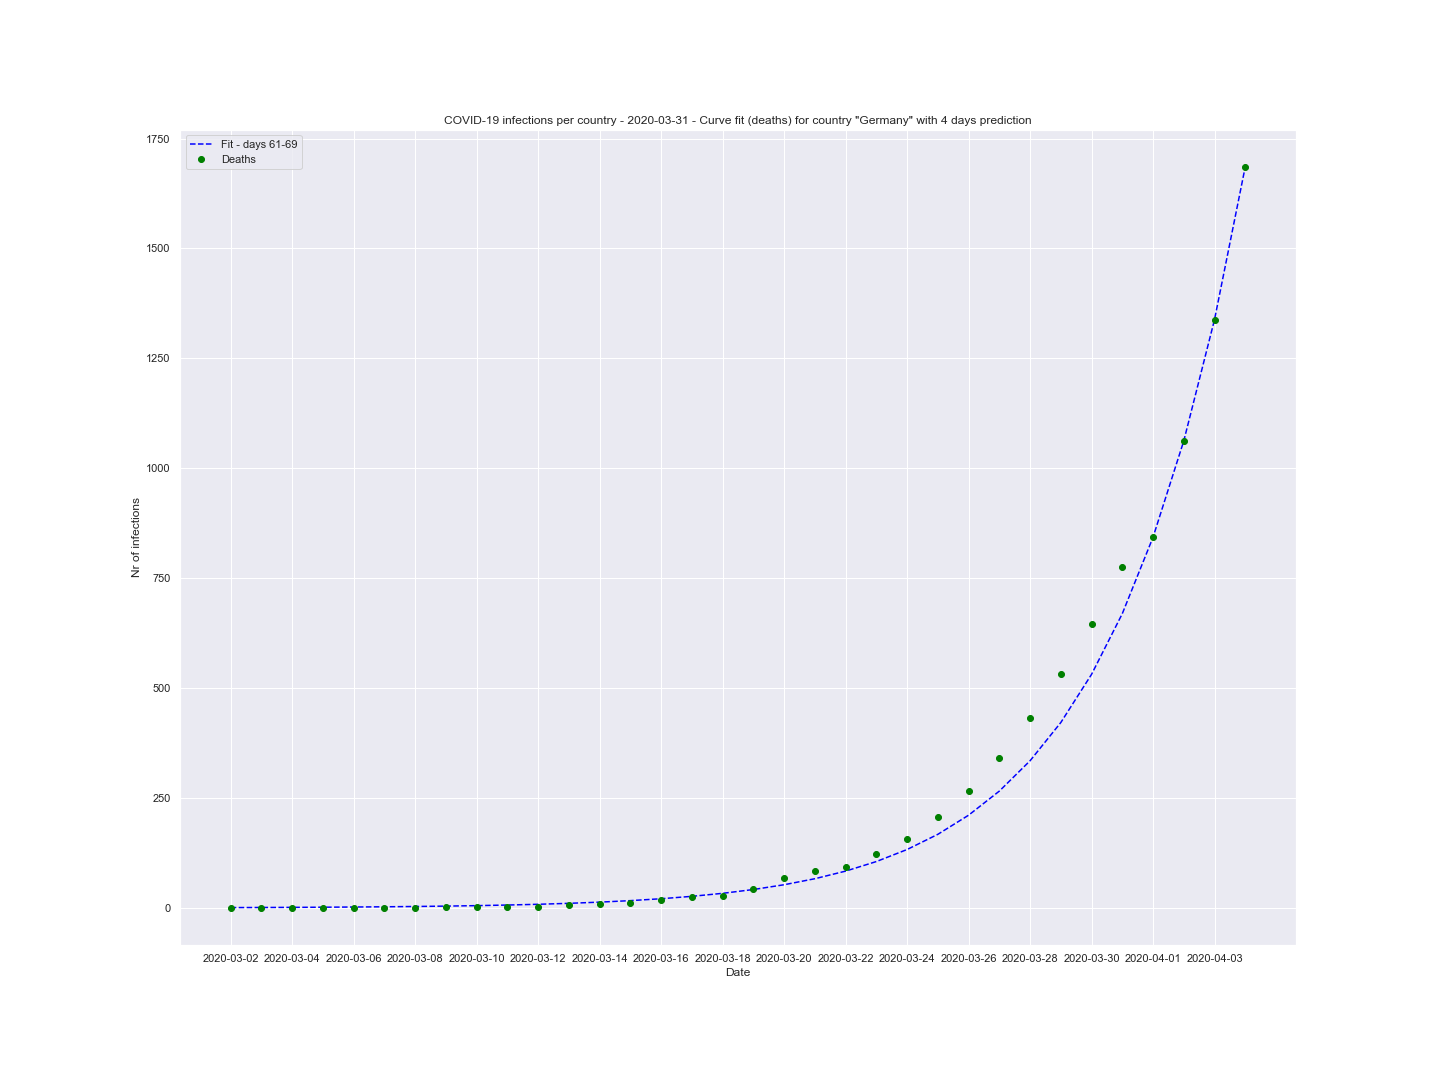 COVID-19 infections per country - 2020-03-31 - Curve fit (deaths) for country "Germany" with 4 days prediction
Fit - days 61-69
Deaths
1750
1500
1250
1000
750
500
250
0
Nr of infections
2020-03-02 2020-03-04 2020-03-06 2020-03-08 2020-03-10 2020-03-12 2020-03-14 2020-03-16 2020-03-18 2020-03-20 2020-03-22 2020-03-24 2020-03-26 2020-03-28 2020-03-30 2020-04-01 2020-04-03
Date